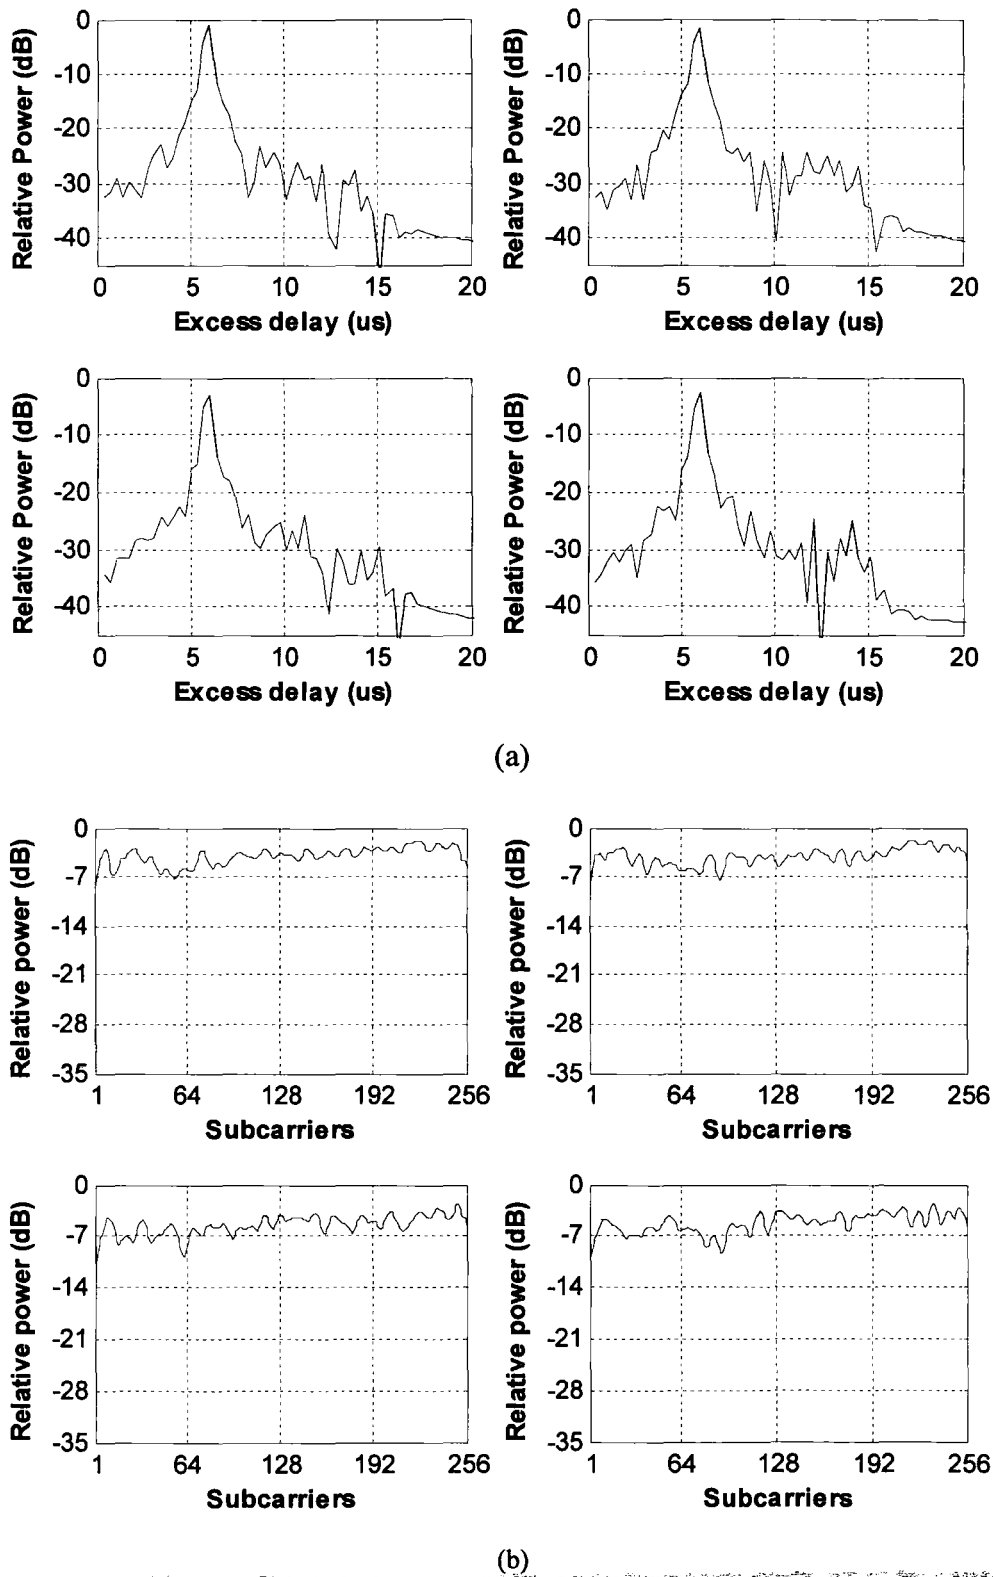 0 0
-10 -10
-20 -20
-30 -30
-40 -40
Relative Power (dB) Relative Power (dB)
0 5 10 15 20 0 5 10 15 20
Excess delay (us) Excess delay (us)
0 0
-10 -10
-20 -20
-30 -30
-40 -40
Relative Power (dB) Relative Power (dB)
0 5 10 15 20 0 5 10 15 20
Excess delay (us) Excess delay (us)
(a)
0 0
-7 -7
-14 -14
-21 -21
-28 -28
-35 -35
Relative power (dB) Relative power (dB)
1 64 128 192 256 1 64 128 192 256
Subcarriers Subcarriers
0 0
-7 -7
-14 -14
-21 -21
-28 -28
-35 -35
Relative power (dB) Relative power (dB)
1 64 128 192 256 1 64 128 192 256
Subcarriers Subcarriers
(b)